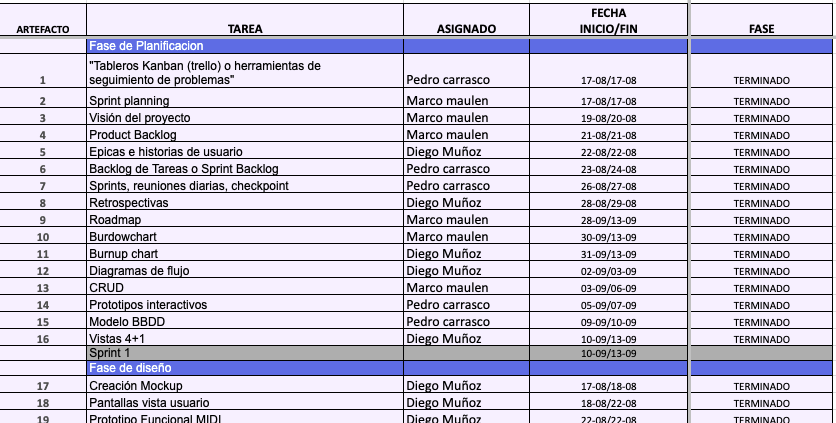 ARTEFACTO TAREA ASIGNADO FECHA INICIO/FIN FASE
Fase de Planificacion
1 "Tableros Kanban (trello) o herramientas de seguimiento de problemas" Pedro carrasco 17-08/17-08 TERMINADO
2 Sprint planning Marco maulen 17-08/17-08 TERMINADO
3 Visión del proyecto Marco maulen 19-08/20-08 TERMINADO
4 Product Backlog Marco maulen 21-08/21-08 TERMINADO
5 Epicas e historias de usuario Diego Muñoz 22-08/22-08 TERMINADO
6 Backlog de Tareas o Sprint Backlog Pedro carrasco 23-08/24-08 TERMINADO
7 Sprints, reuniones diarias, checkpoint Pedro carrasco 26-08/27-08 TERMINADO
8 Retrospectivas Diego Muñoz 28-08/29-08 TERMINADO
9 Roadmap Marco maulen 28-09/13-09 TERMINADO
10 Burdowchart Marco maulen 30-09/13-09 TERMINADO
11 Burnup chart Diego Muñoz 31-09/13-09 TERMINADO
12 Diagramas de flujo Diego Muñoz 02-09/03-09 TERMINADO
13 CRUD Marco maulen 03-09/06-09 TERMINADO
14 Prototipos interactivos Pedro carrasco 05-09/07-09 TERMINADO
15 Modelo BBDD Pedro carrasco 09-09/10-09 TERMINADO
16 Vistas 4+1 Diego Muñoz 10-09/13-09 TERMINADO
Sprint 1 10-09/13-09
Fase de diseño
17 Creación Mockup Diego Muñoz 17-08/18-08 TERMINADO
18 Pantallas vista usuario Diego Muñoz 18-08/22-08 TERMINADO
19 Prototipo Funcional MIDI Diego Muñoz 22-08/22-08 TERMINADO